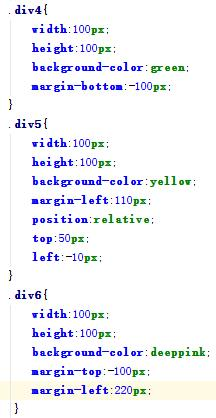 .div4{
width:100px;
height:100px;
background-color:green;
margin-bottom:-100px;
}
.div5{
width:100px;
height:100px;
background-color:yellow;
margin-left:110px;
position:relative;
top:50px;
left:-10px;
}
.div6{
width:100px;
height:100px;
background-color:deeppink;
margin-top:-100px;
margin-left:220px;
}